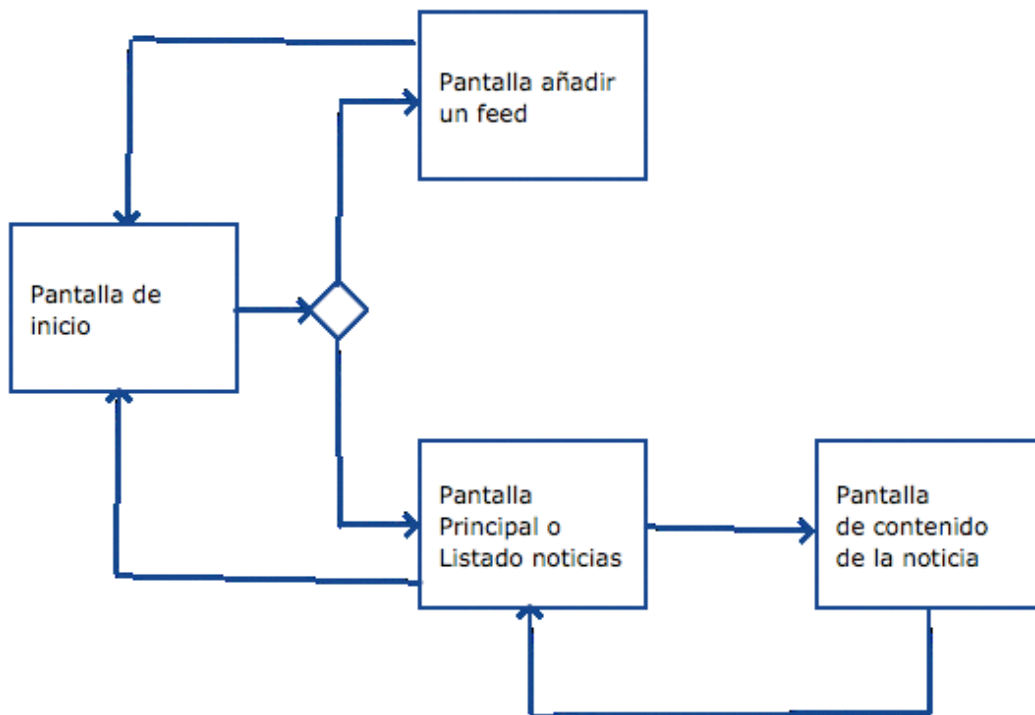 Pantalla añadir
un feed
Pantalla de
inicio
Pantalla
Principal o
Listado noticias
Pantalla
de contenido
de la noticia